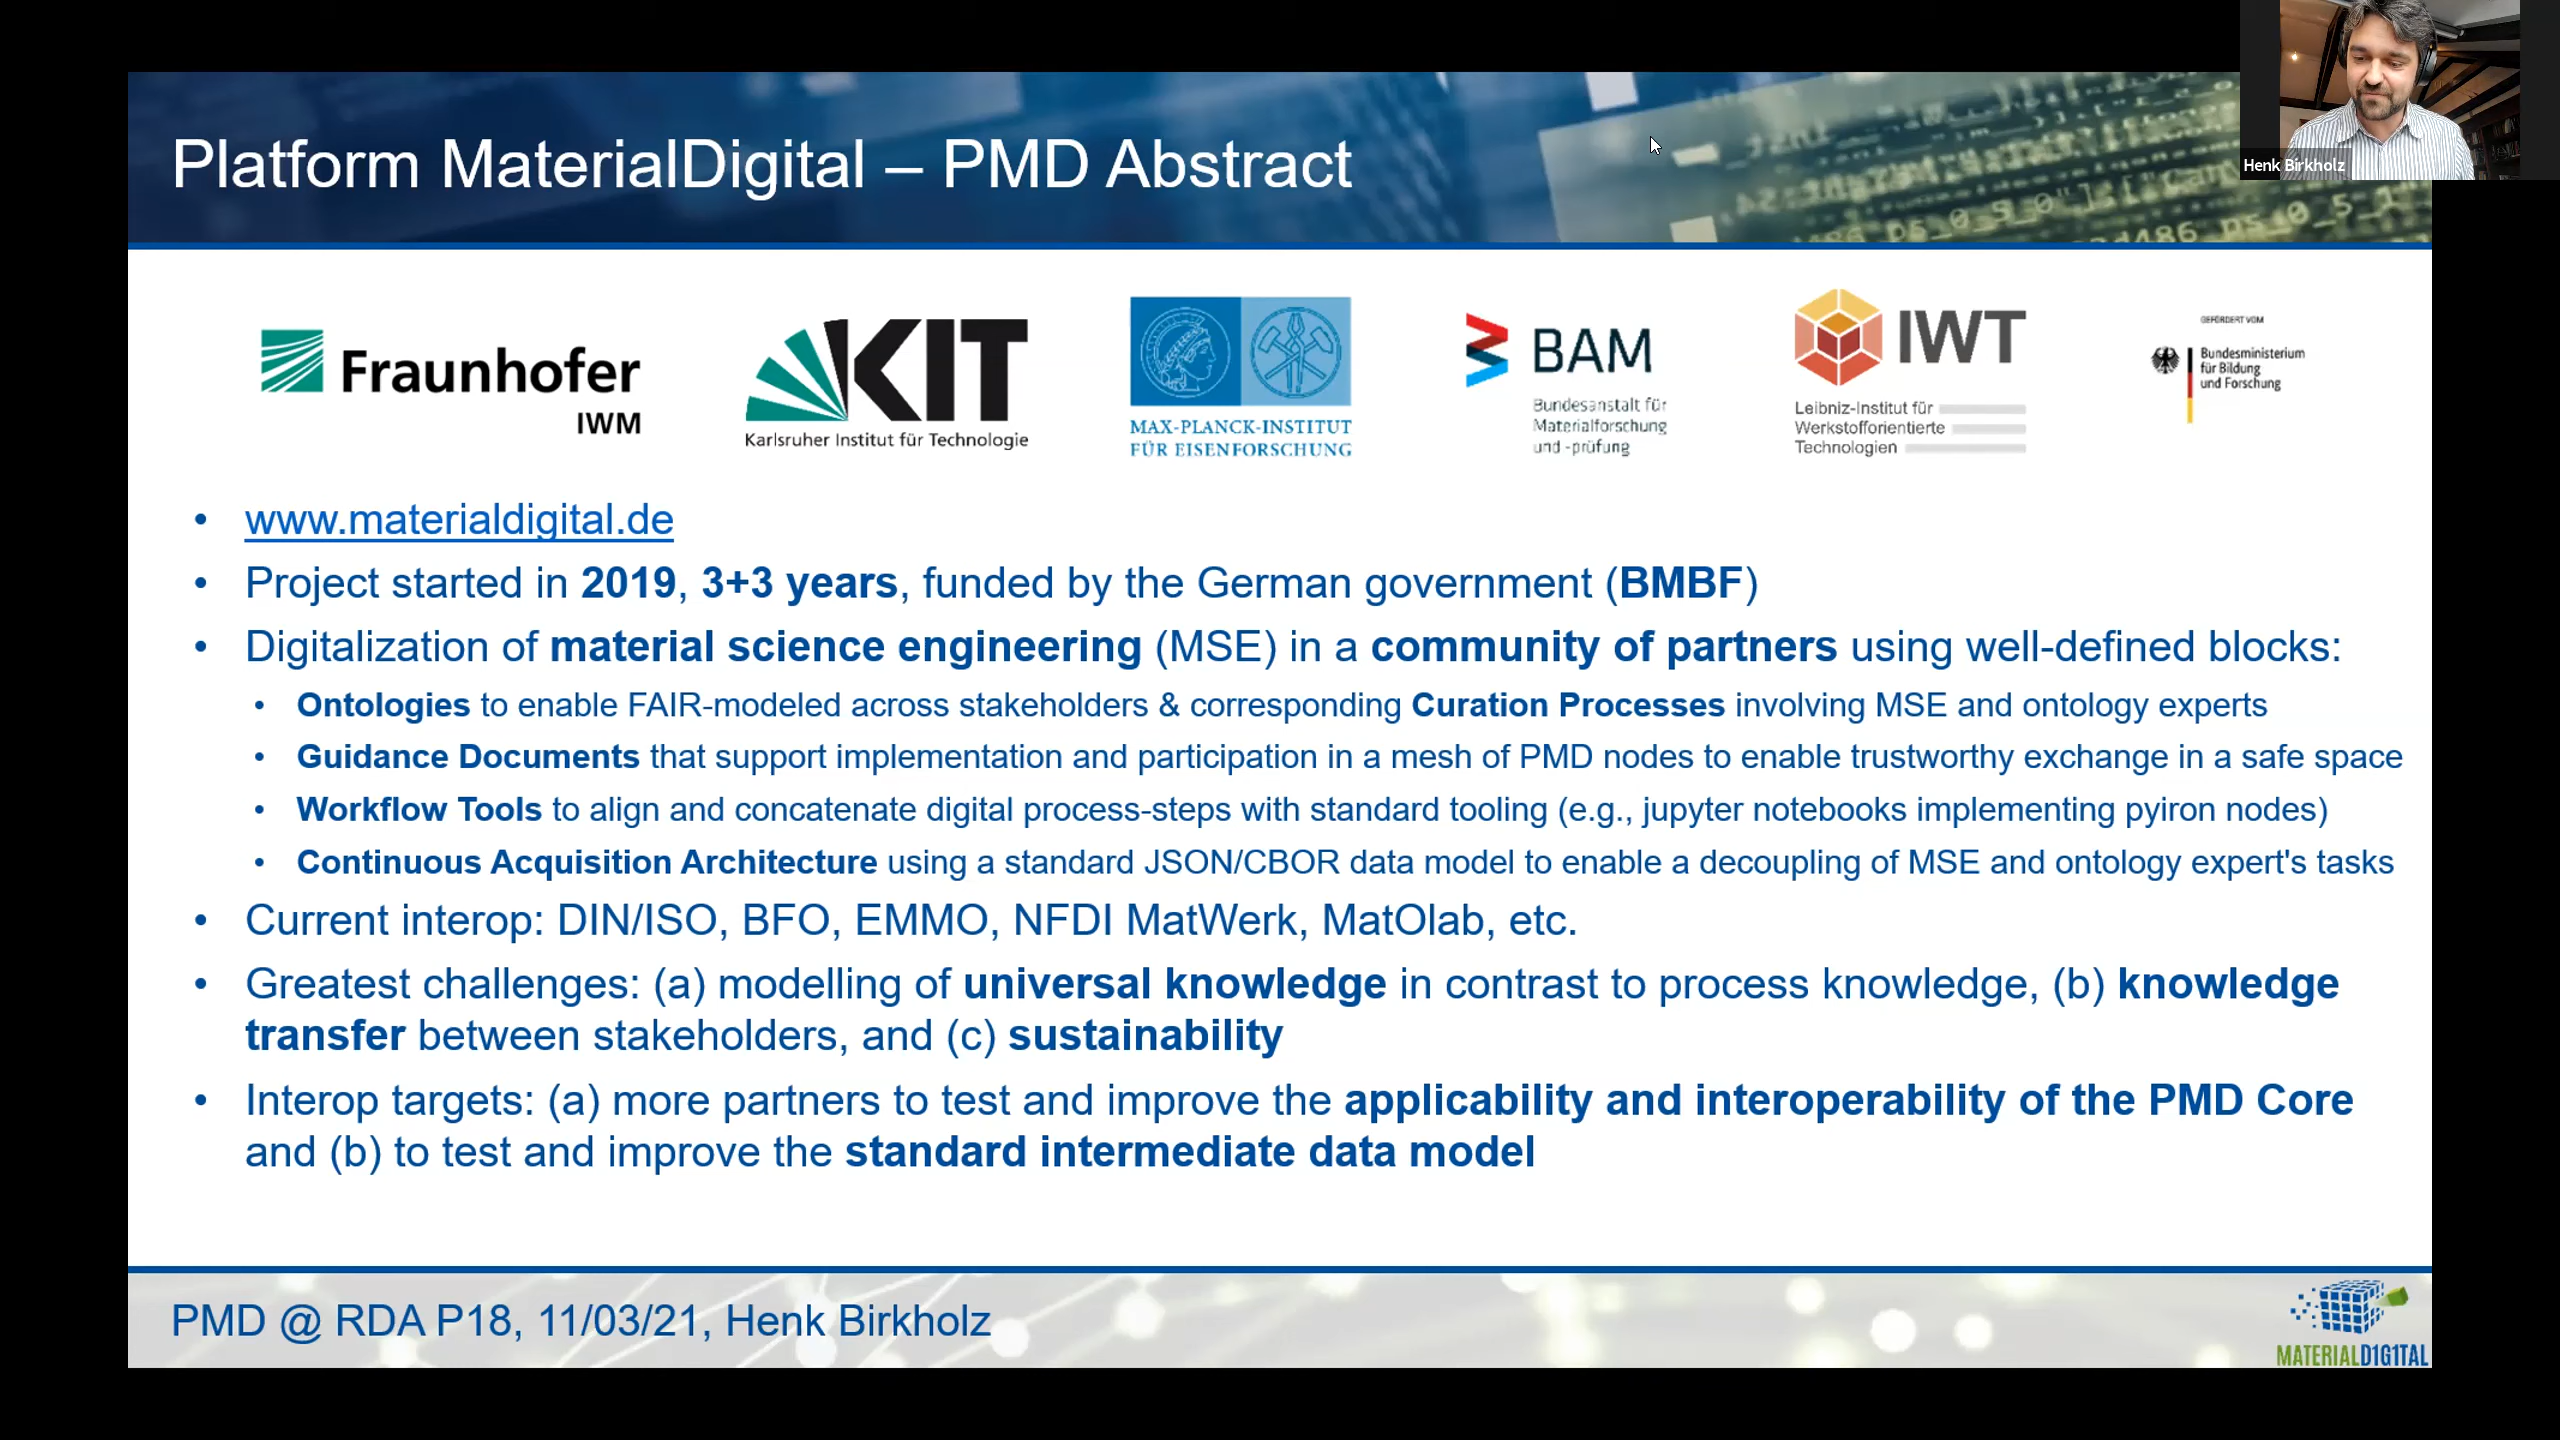 Platform MaterialDigital – PMD Abstract
Henk Birkholz
Fraunhofer
IWM
KIT
Karlsruher Institut für Technologie
MAX-PLANCK-INSTITUT
FÜR EISENFORSCHUNG
BAM
Bundesanstalt für
Materialforschung
und -prüfung
IWT
Leibniz-Institut für
Werkstofforientierte
Technologien
GEFÖRDERT VOM
Bundesministerium
für Bildung
und Forschung
• www.materialdigital.de
• Project started in 2019, 3+3 years, funded by the German government (BMBF)
• Digitalization of material science engineering (MSE) in a community of partners using well-defined blocks:
• Ontologies to enable FAIR-modeled across stakeholders & corresponding Curation Processes involving MSE and ontology experts
• Guidance Documents that support implementation and participation in a mesh of PMD nodes to enable trustworthy exchange in a safe space
• Workflow Tools to align and concatenate digital process-steps with standard tooling (e.g., jupyter notebooks implementing pyiron nodes)
• Continuous Acquisition Architecture using a standard JSON/CBOR data model to enable a decoupling of MSE and ontology expert's tasks
• Current interop: DIN/ISO, BFO, EMMO, NFDI MatWerk, MatOlab, etc.
• Greatest challenges: (a) modelling of universal knowledge in contrast to process knowledge, (b) knowledge
transfer between stakeholders, and (c) sustainability
• Interop targets: (a) more partners to test and improve the applicability and interoperability of the PMD Core
and (b) to test and improve the standard intermediate data model
PMD @ RDA P18, 11/03/21, Henk Birkholz
MATERIALD1G1TAL